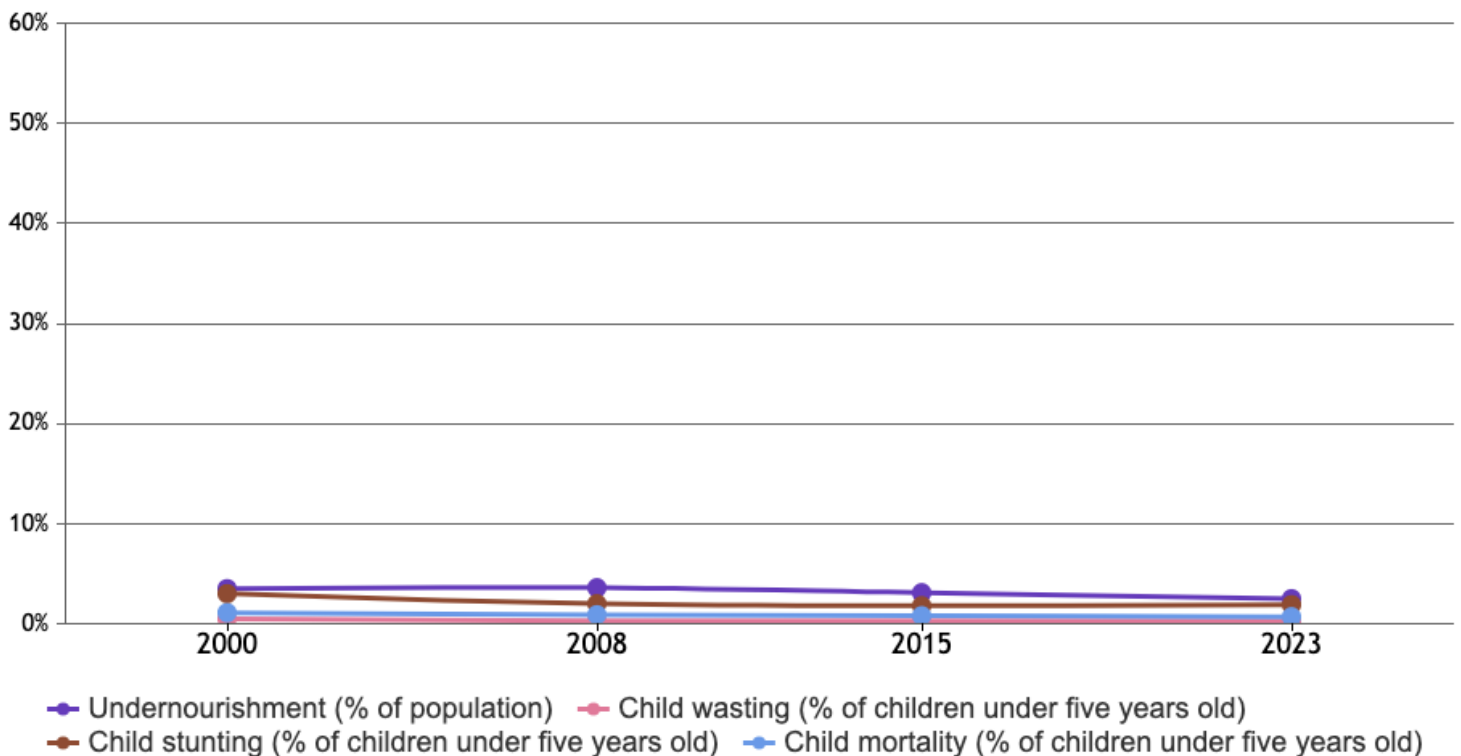 60%
50%
40%
30%
20%
10%
0%
2000 2008 2015 2023
Undernourishment (% of population) Child wasting (% of children under five years old)
Child stunting (% of children under five years old) Child mortality (% of children under five years old)